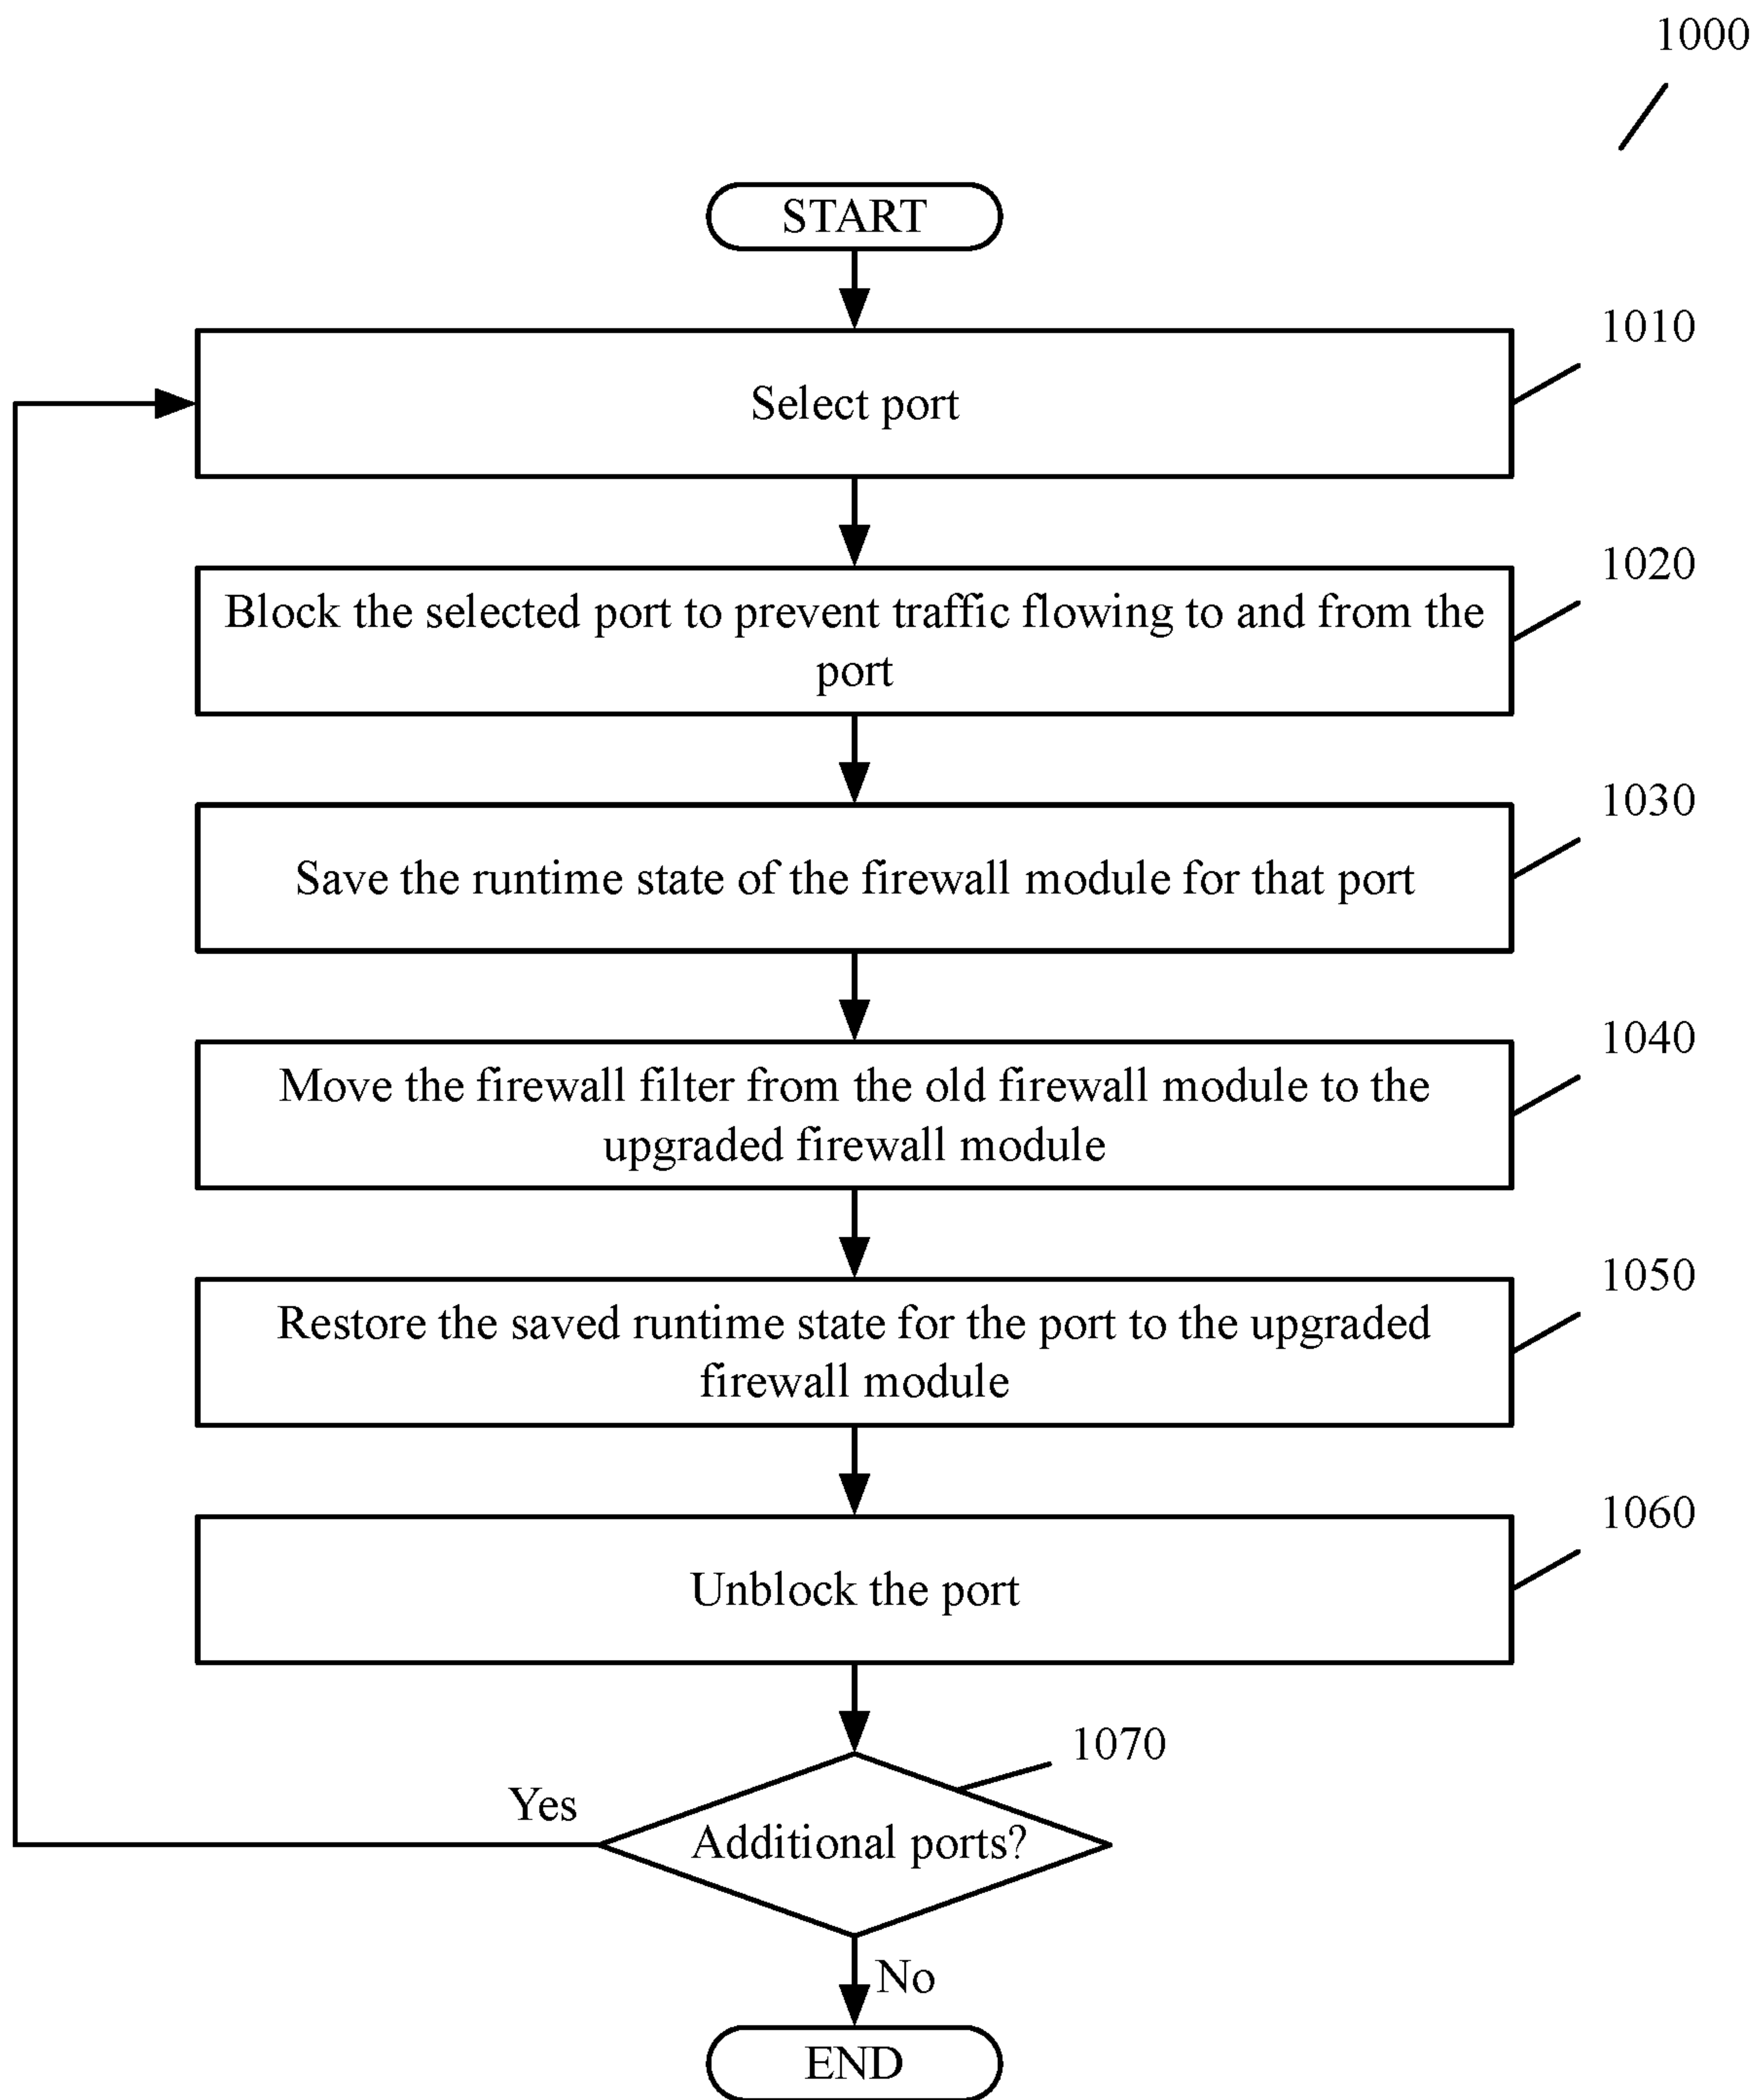 1000
START
1010
Select port
1020
Block the selected port to prevent traffic flowing to and from the
port
1030
Save the runtime state of the firewall module for that port
1040
Move the firewall filter from the old firewall module to the
upgraded firewall module
1050
Restore the saved runtime state for the port to the upgraded
firewall module
1060
Unblock the port
1070
Yes
Additional ports?
No
END